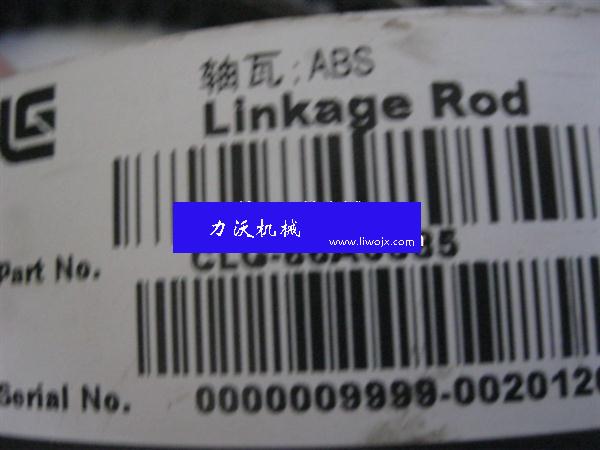 轴瓦;ABS
Linkage Rod
力沃机械
www.liwojx.com
Part No.
Serial No. 0000009999-0020120